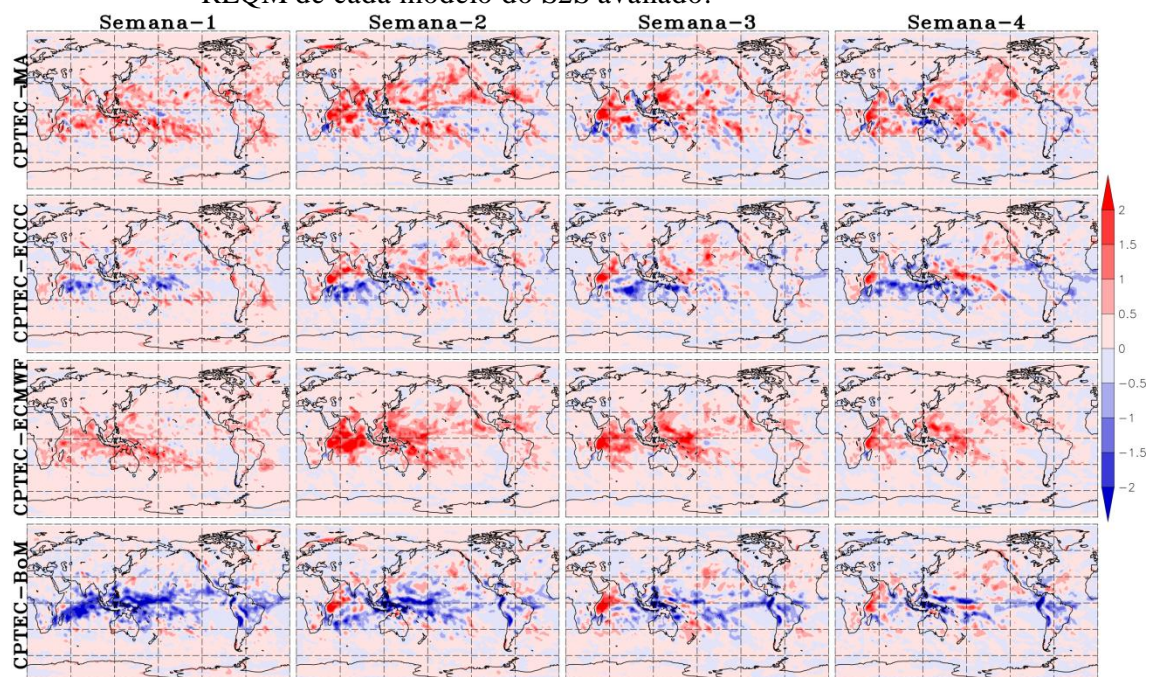 REQM de cada modelo do S2S avaliado.
Semana-1 Semana-2 Semana-3 Semana-4
CPTEC-MA
CPTEC-ECCC
CPTEC-ECMWF
CPTEC-BoM
2
1.5
1
0.5
0
-0.5
-1
-1.5
-2